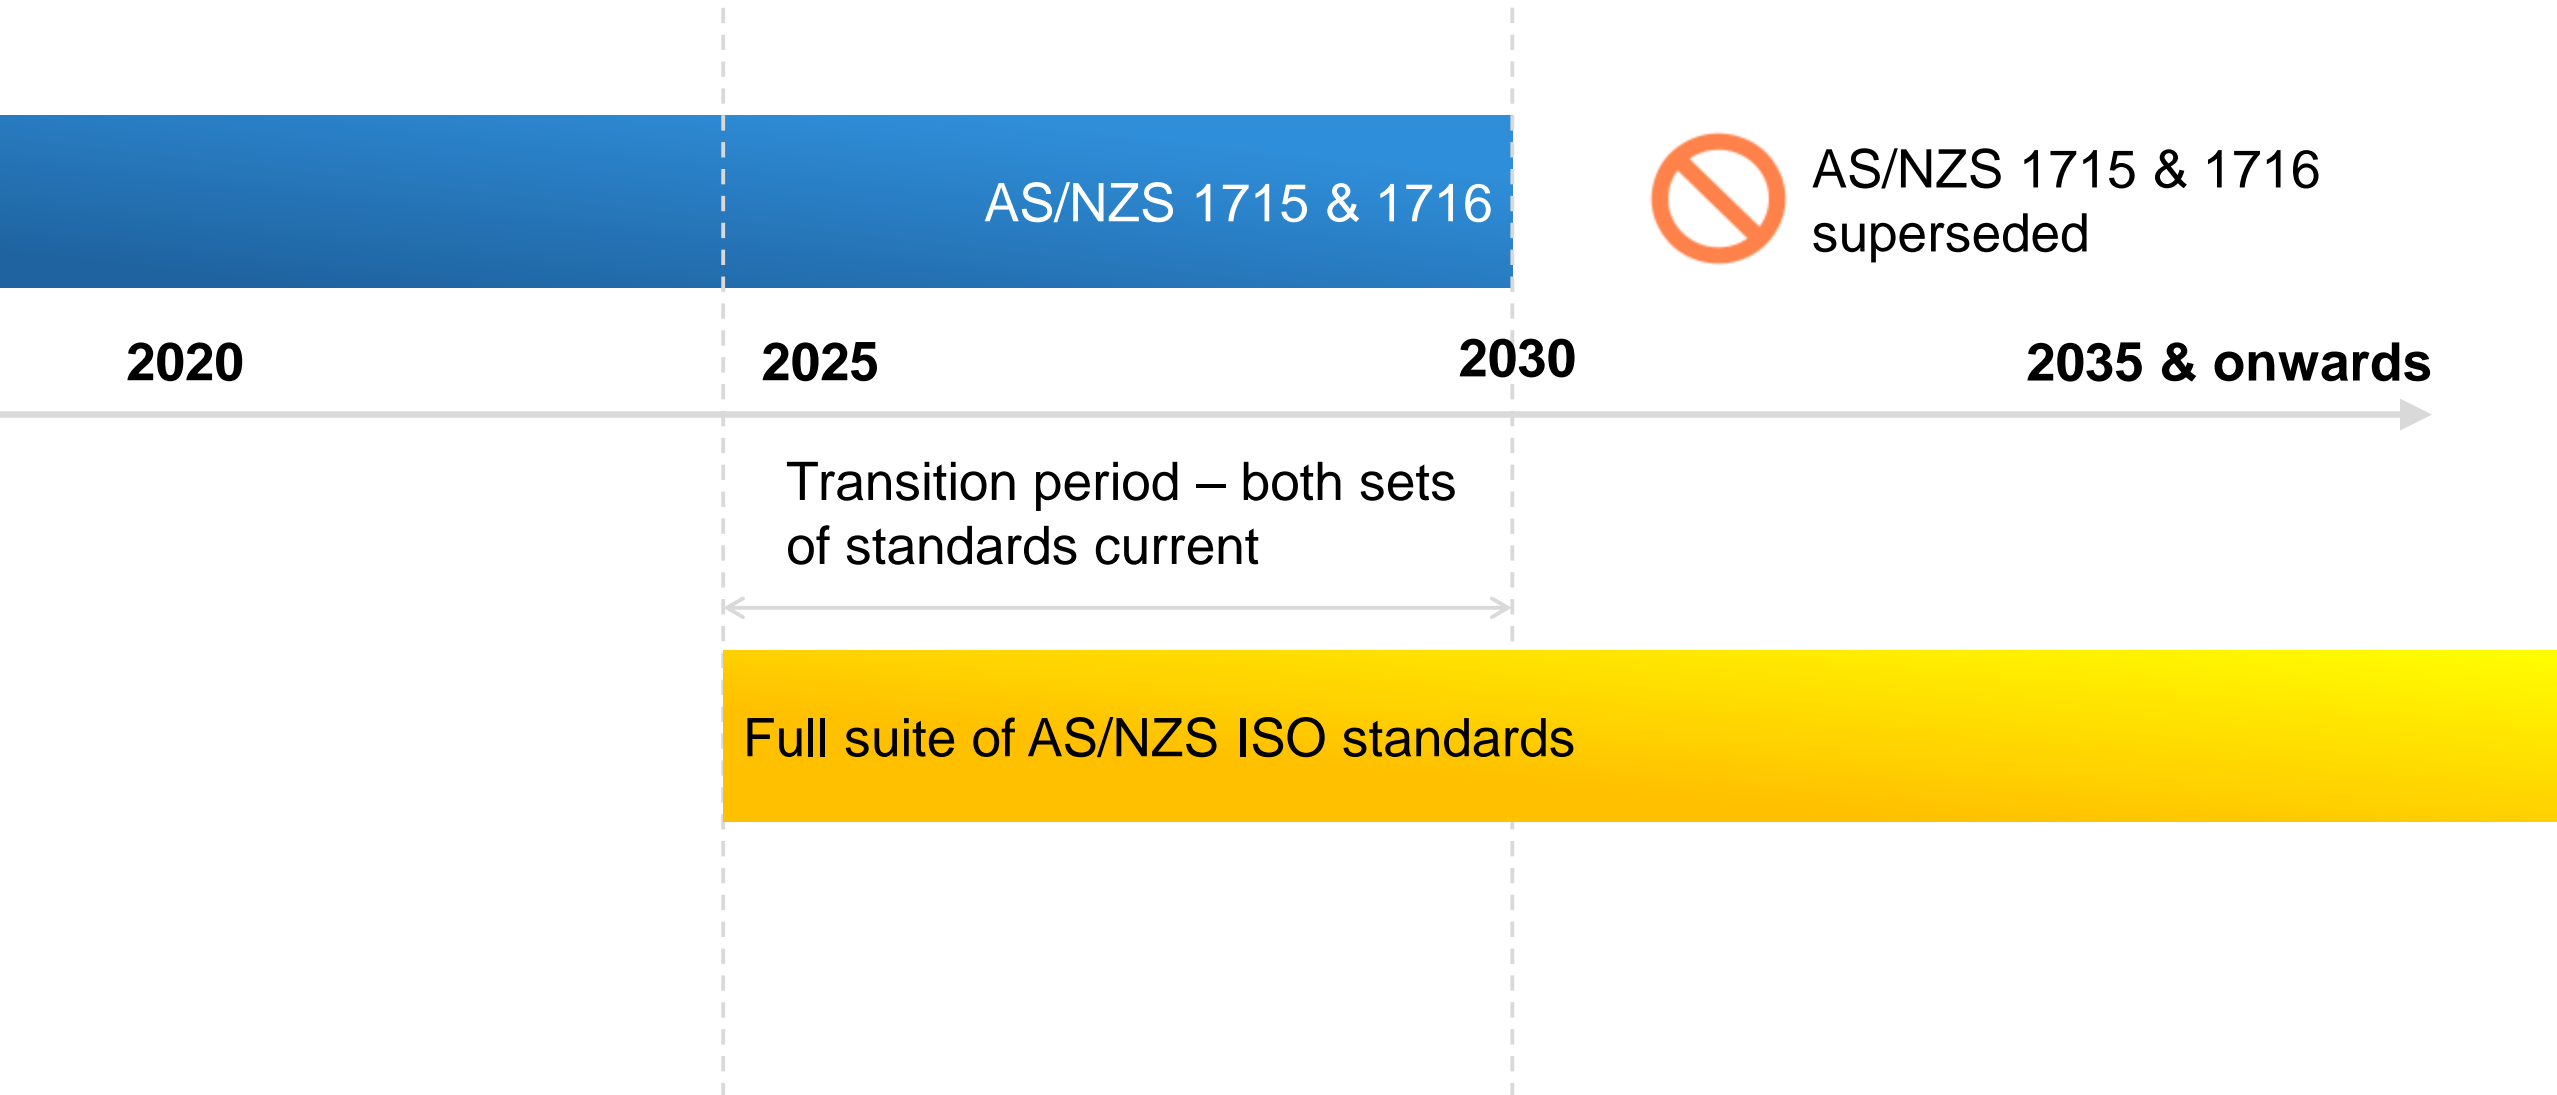 AS/NZS 1715 & 1716
AS/NZS 1715 & 1716
superseded
2020
2025
2030
2035 & onwards
Transition period – both sets
of standards current
Full suite of AS/NZS ISO standards